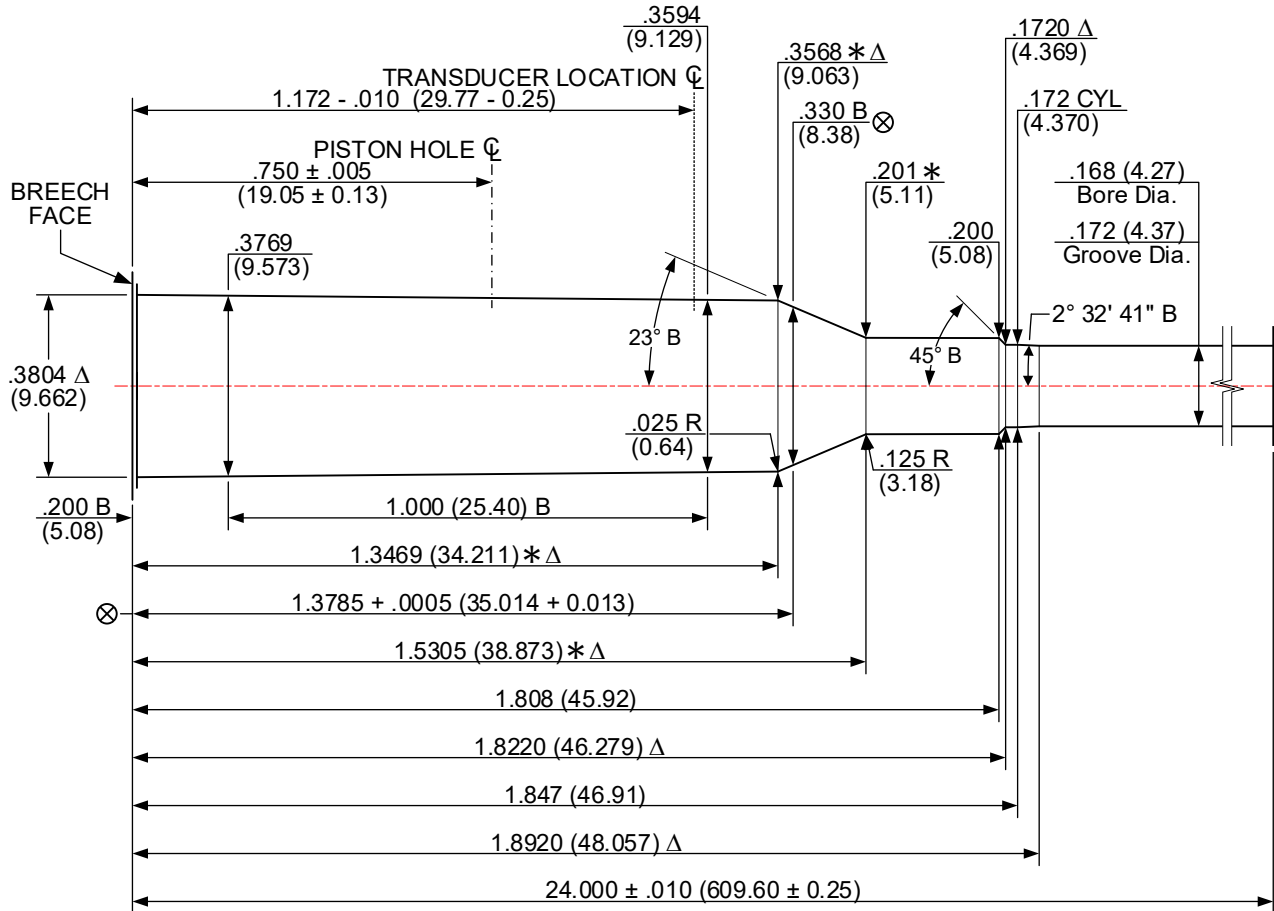 .3594
(9.129)
.1720 Δ
(4.369)
.3568 ∗ Δ
(9.063)
TRANSDUCER LOCATION ℄
1.172 - .010 (29.77 - 0.25)
.330 B ⊗
(8.38)
.172 CYL
(4.370)
PISTON HOLE ℄
.750 ± .005
(19.05 ± 0.13)
BREECH
FACE
.201 ∗
(5.11)
.168 (4.27)
Bore Dia.
.3769
(9.573)
.200
(5.08)
.172 (4.37)
Groove Dia.
23° B
45° B
2° 32' 41" B
.3804 Δ
(9.662)
.025 R
(0.64)
.125 R
(3.18)
.200 B
(5.08)
1.000 (25.40) B
1.3469 (34.211) ∗ Δ
⊗
1.3785 + .0005 (35.014 + 0.013)
1.5305 (38.873) ∗ Δ
1.808 (45.92)
1.8220 (46.279) Δ
1.847 (46.91)
1.8920 (48.057) Δ
24.000 ± .010 (609.60 ± 0.25)